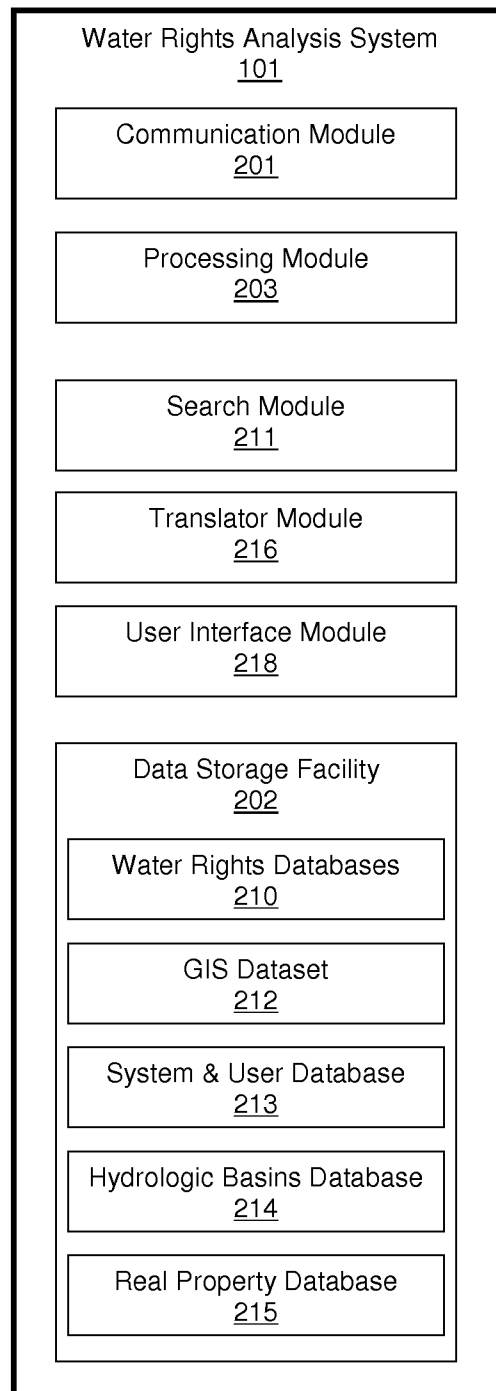 Water Rights Analysis System
101
Communication Module
201
Processing Module
203
Search Module
211
Translator Module
216
User Interface Module
218
Data Storage Facility
202
Water Rights Databases
210
GIS Dataset
212
System & User Database
213
Hydrologic Basins Database
214
Real Property Database
215